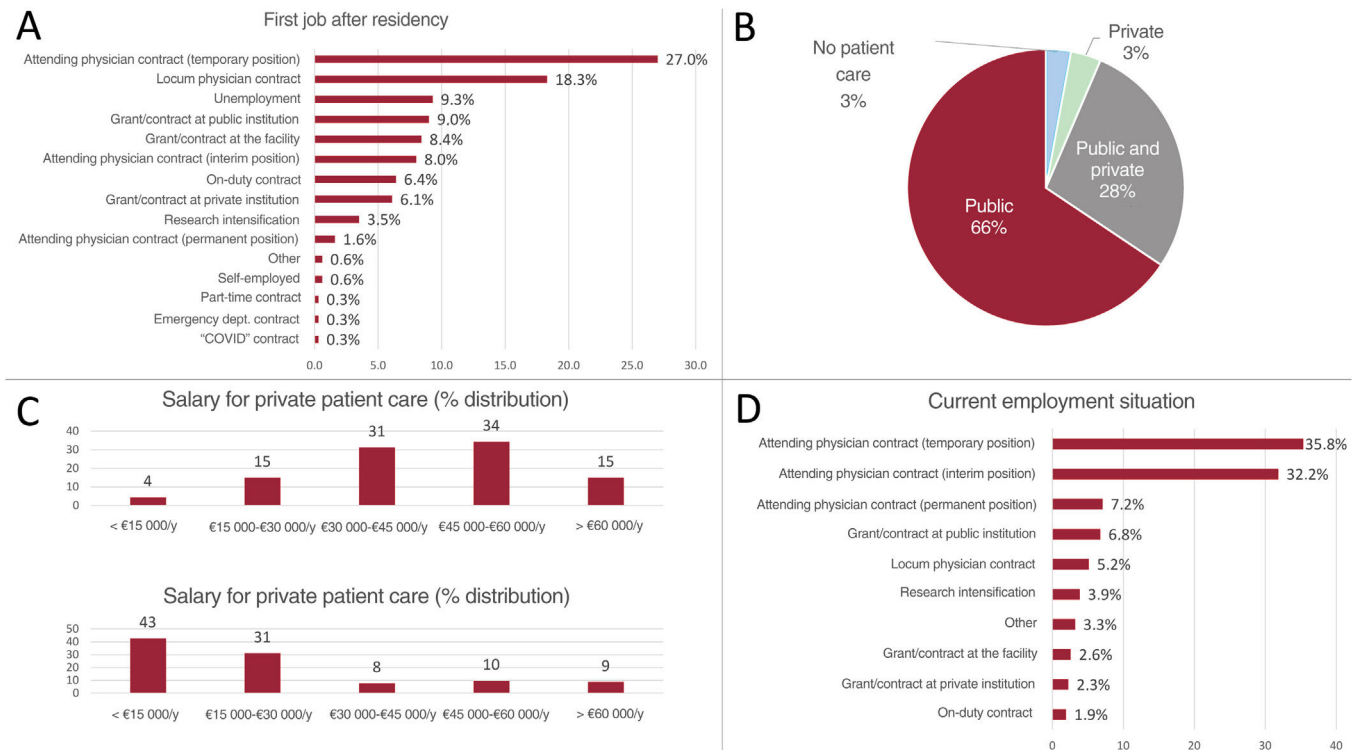 A
First job after residency
Attending physician contract (temporary position)
27.0%
Locum physician contract
18.3%
Unemployment
9.3%
Grant/contract at public institution
9.0%
Grant/contract at the facility
8.4%
Attending physician contract (interim position)
8.0%
On-duty contract
6.4%
Grant/contract at private institution
6.1%
Research intensification
3.5%
Attending physician contract (permanent position)
1.6%
Other
0.6%
Self-employed
0.6%
Part-time contract
0.3%
Emergency dept. contract
0.3%
“COVID” contract
0.3%
0.0 5.0 10.0 15.0 20.0 25.0 30.0
B
No patient
care
3%
Private
3%
Public and
private
28%
Public
66%
C
Salary for private patient care (% distribution)
40
30
20
10
0
4 15 31 34 15
< €15 000/y €15 000-€30 000/y €30 000-€45 000/y €45 000-€60 000/y > €60 000/y
Salary for private patient care (% distribution)
50
40
30
20
10
0
43 31 8 10 9
< €15 000/y €15 000-€30 000/y €30 000-€45 000/y €45 000-€60 000/y > €60 000/y
D
Current employment situation
Attending physician contract (temporary position)
35.8%
Attending physician contract (interim position)
32.2%
Attending physician contract (permanent position)
7.2%
Grant/contract at public institution
6.8%
Locum physician contract
5.2%
Research intensification
3.9%
Other
3.3%
Grant/contract at the facility
2.6%
Grant/contract at private institution
2.3%
On-duty contract
1.9%
0 10 20 30 40